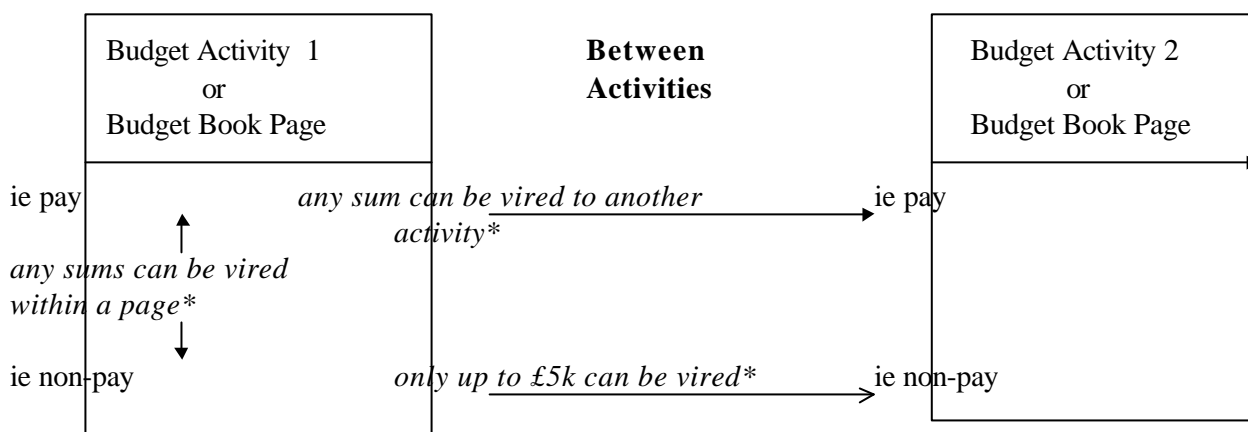 Budget Activity 1
or
Budget Book Page
Between
Activities
Budget Activity 2
or
Budget Book Page
ie pay
any sum can be vired to another
activity*
ie pay
any sums can be vired
within a page*
ie non-pay
only up to £5k can be vired*
ie non-pay